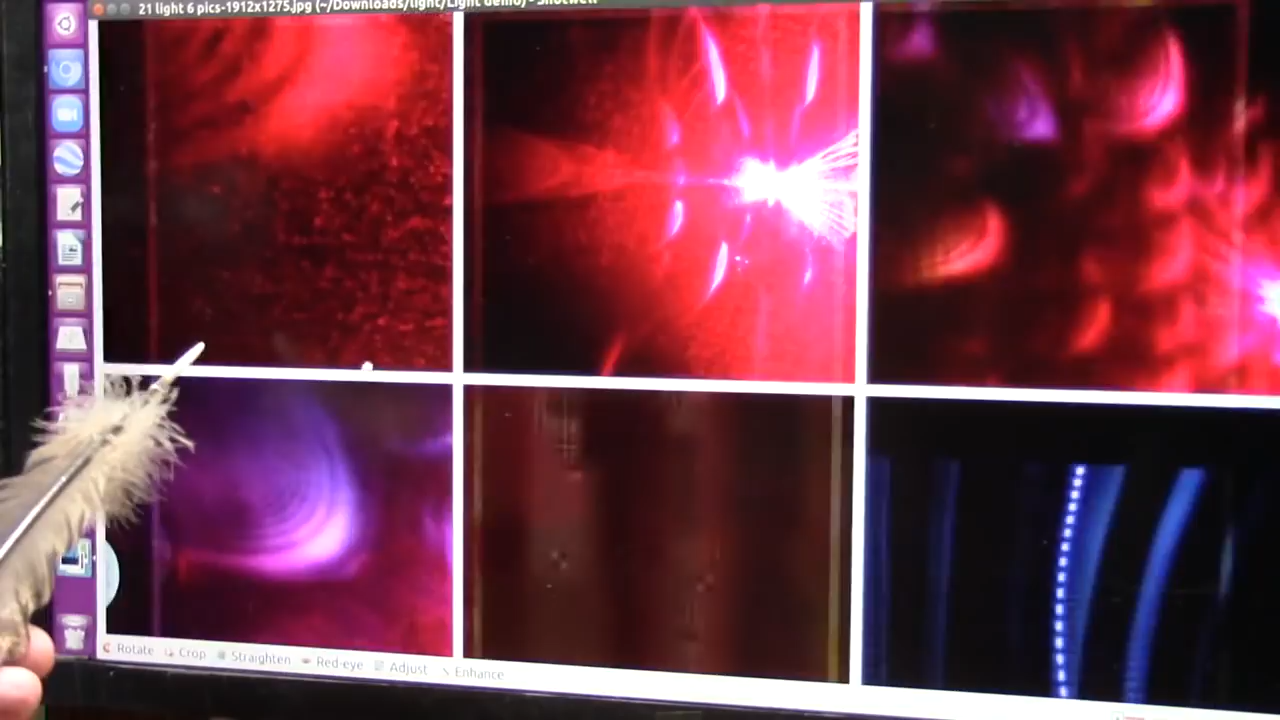 21 light 6 pics-1912x1275.jpg (~/Downloads/light/Light demo) - Shotwell
Rotate Crop Straighten Red-eye Adjust Enhance